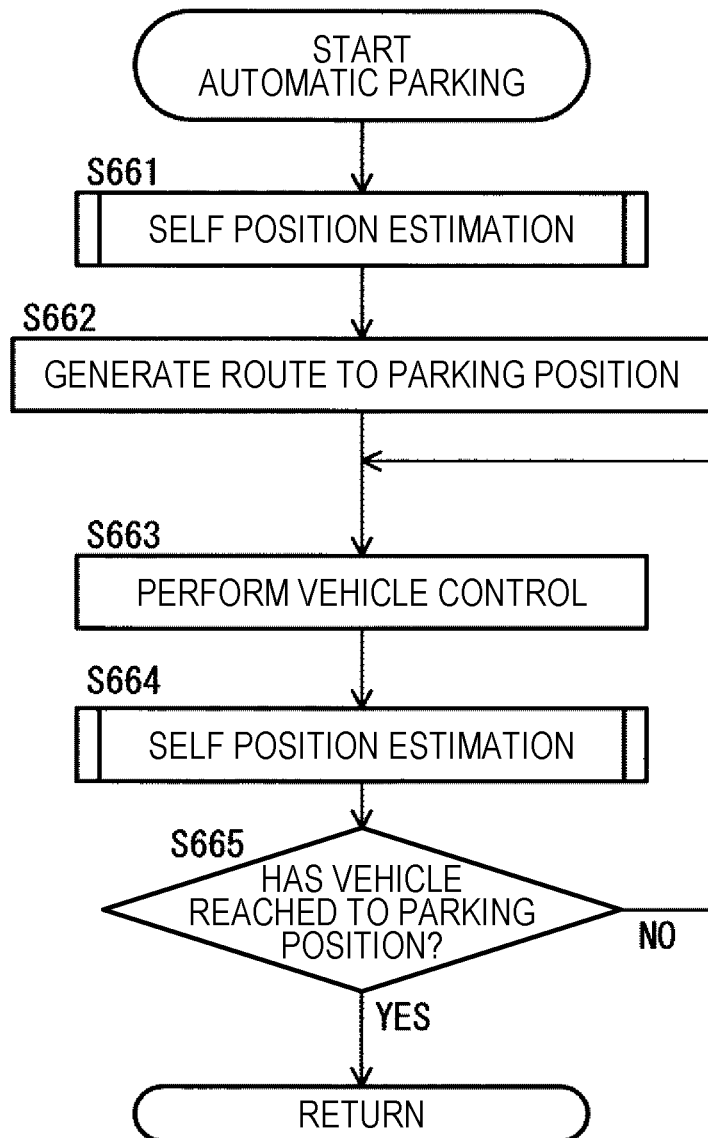 START
AUTOMATIC PARKING
S661
SELF POSITION ESTIMATION
S662
GENERATE ROUTE TO PARKING POSITION
S663
PERFORM VEHICLE CONTROL
S664
SELF POSITION ESTIMATION
S665
HAS VEHICLE
REACHED TO PARKING
POSITION?
NO
YES
RETURN